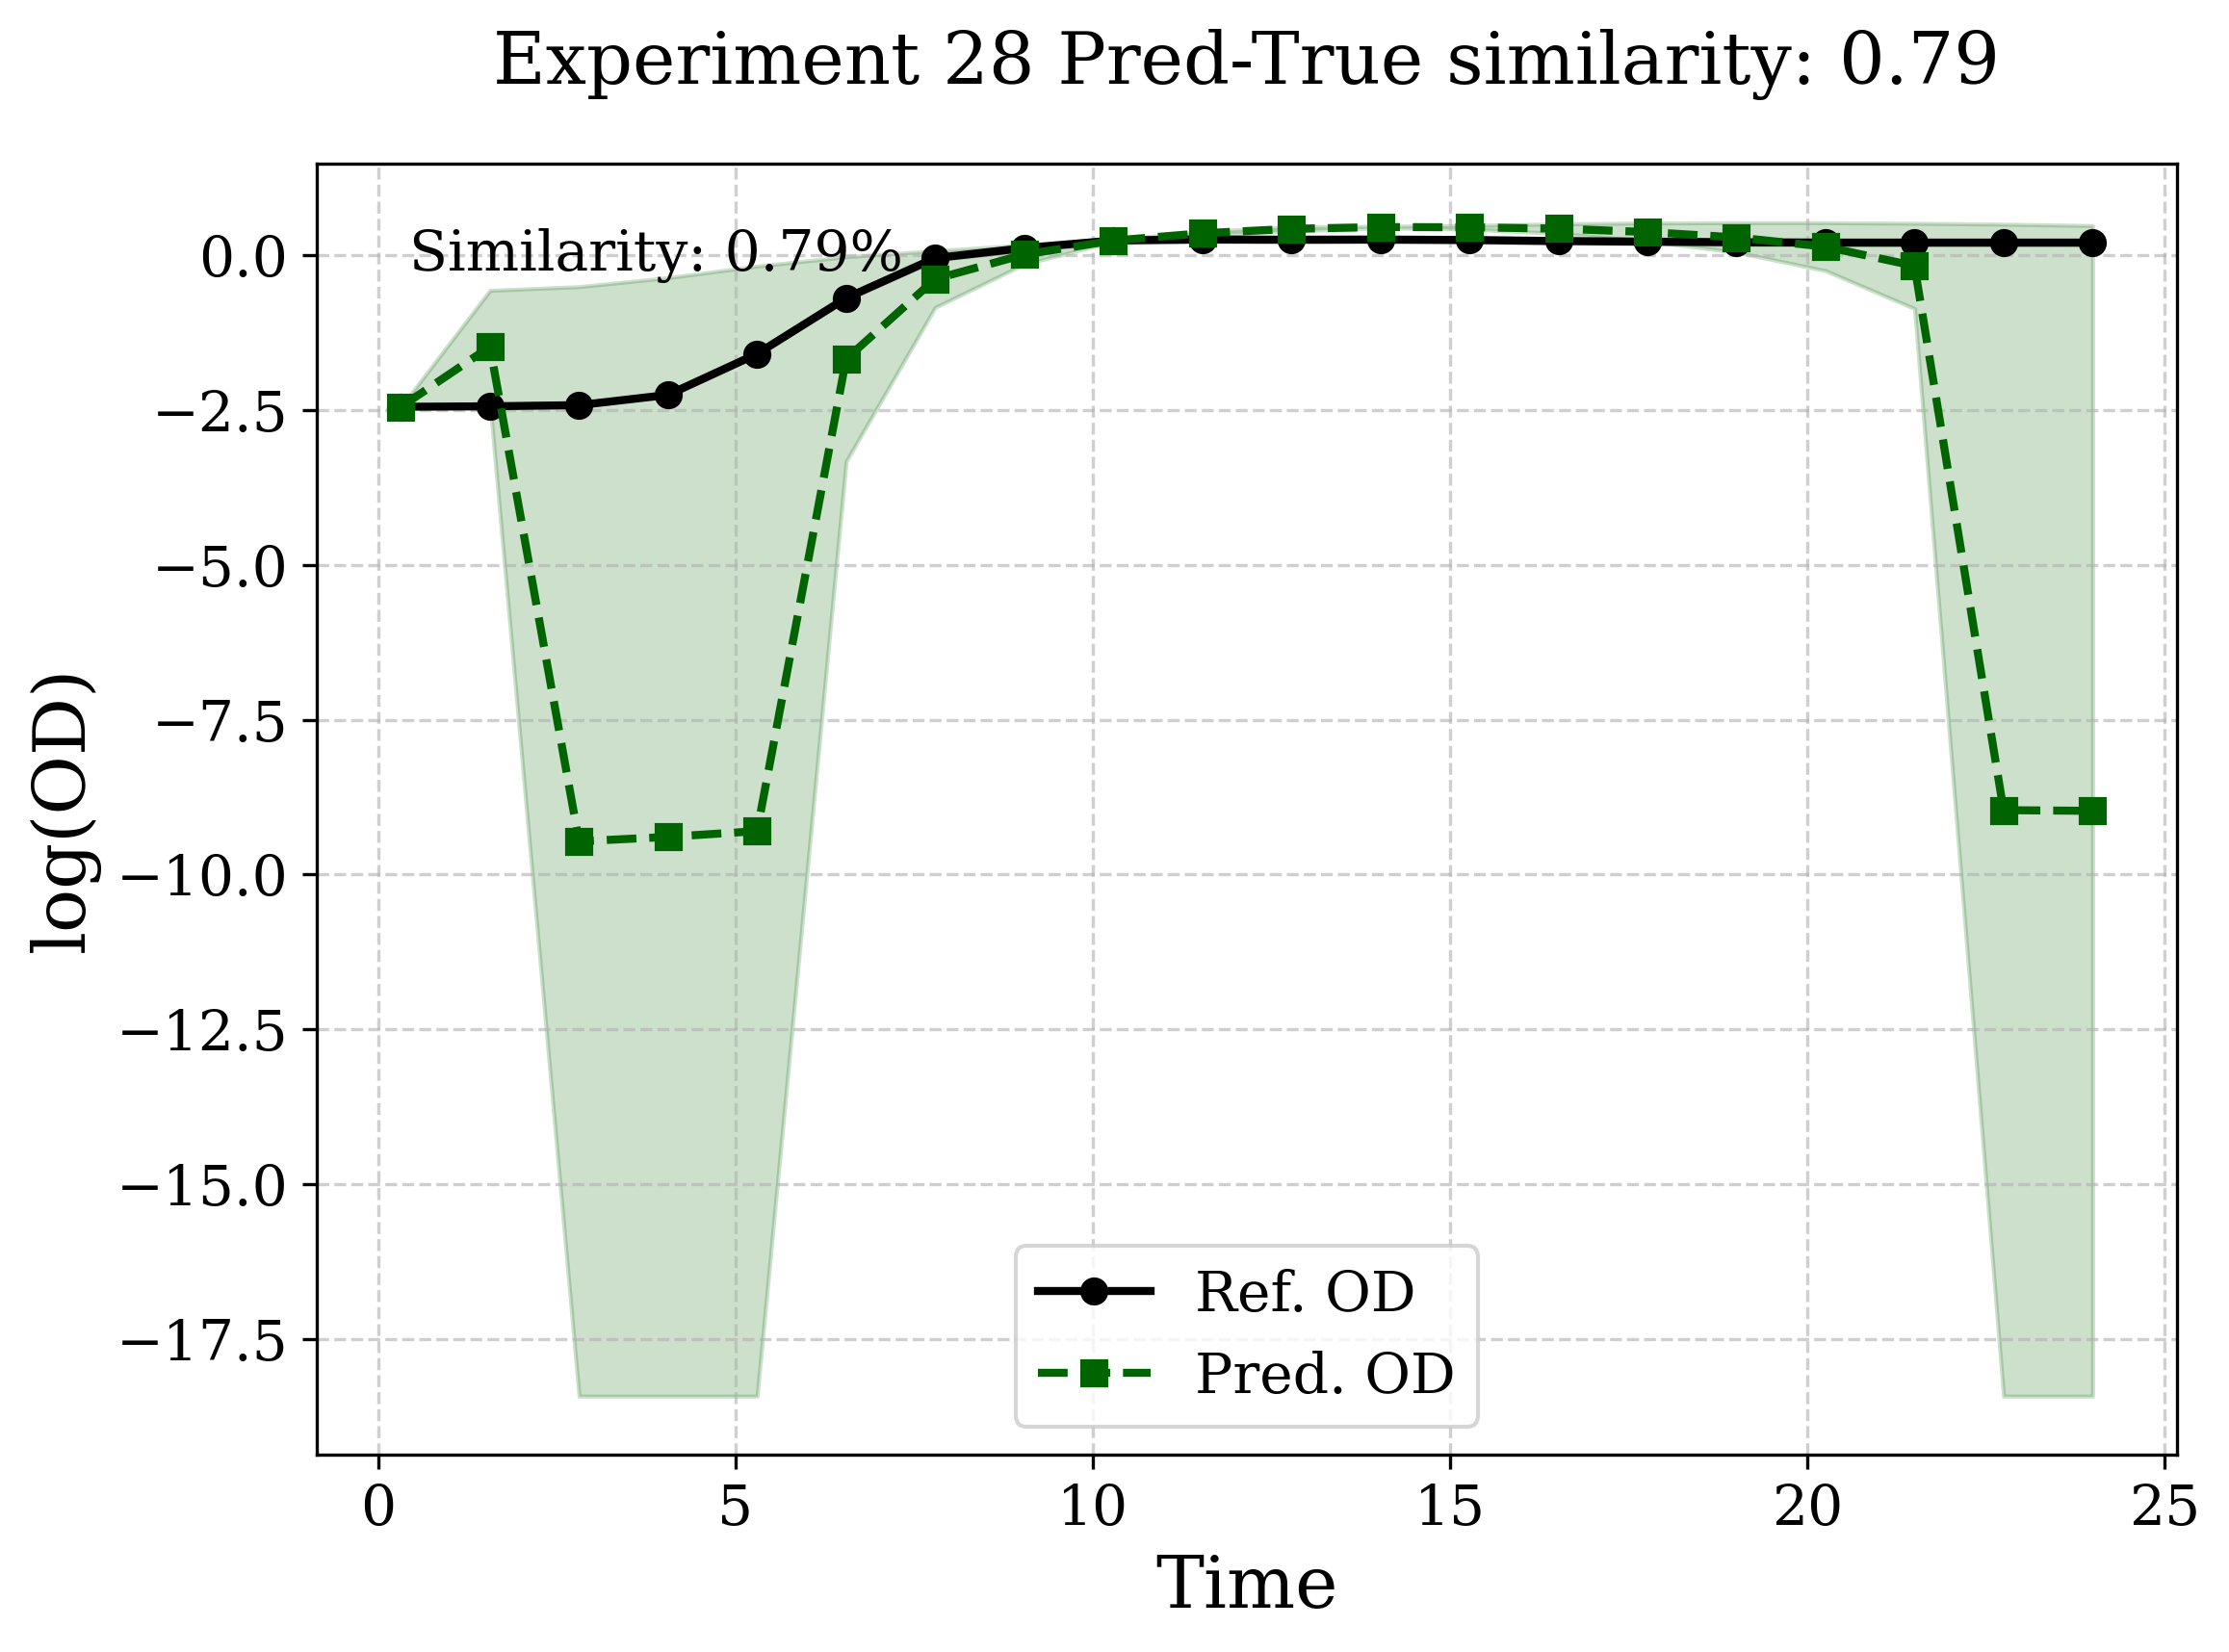 Experiment 28 Pred-True similarity: 0.79
Similarity: 0.79%
log(OD)
0.0
−2.5
−5.0
−7.5
−10.0
−12.5
−15.0
−17.5
Ref. OD
Pred. OD
0 5 10 15 20 25
Time